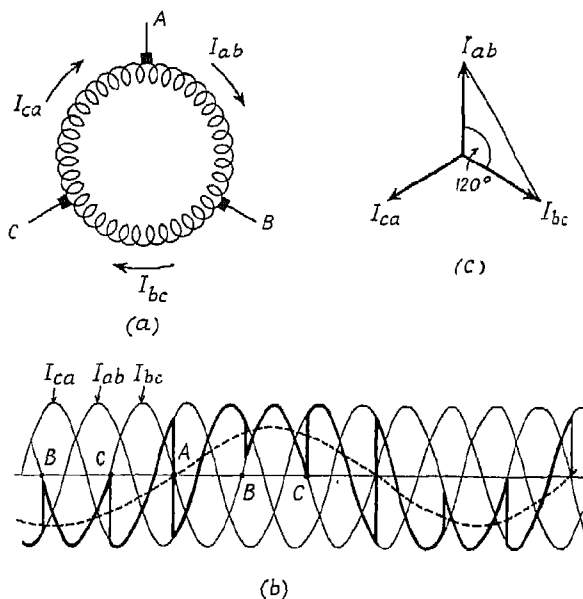 A
I_ab
I_ca
C
B
I_bc
(a)
I_ab
120°
I_ca
I_bc
(c)
I_ca I_ab I_bc
B C A B C
(b)